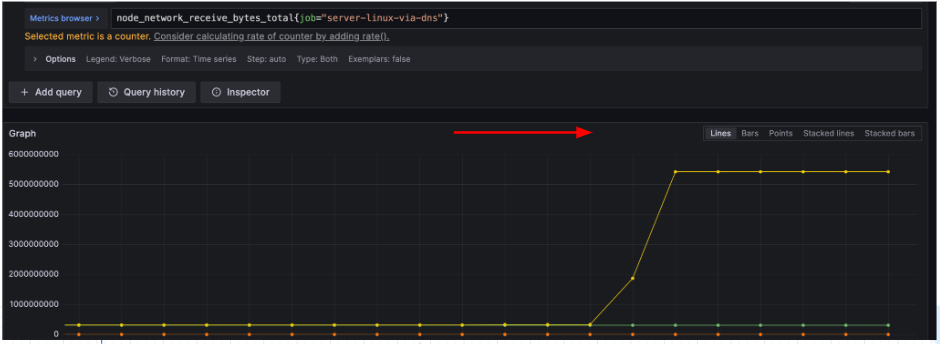 Metrics browser > node_network_receive_bytes_total{job="server-linux-via-dns"}
Selected metric is a counter. Consider calculating rate of counter by adding rate().
> Options Legend: Verbose Format: Time series Step: auto Type: Both Exemplars: false
+ Add query Query history Inspector
Graph Lines Bars Points Stacked lines Stacked bars
6000000000
5000000000
4000000000
3000000000
2000000000
1000000000
0